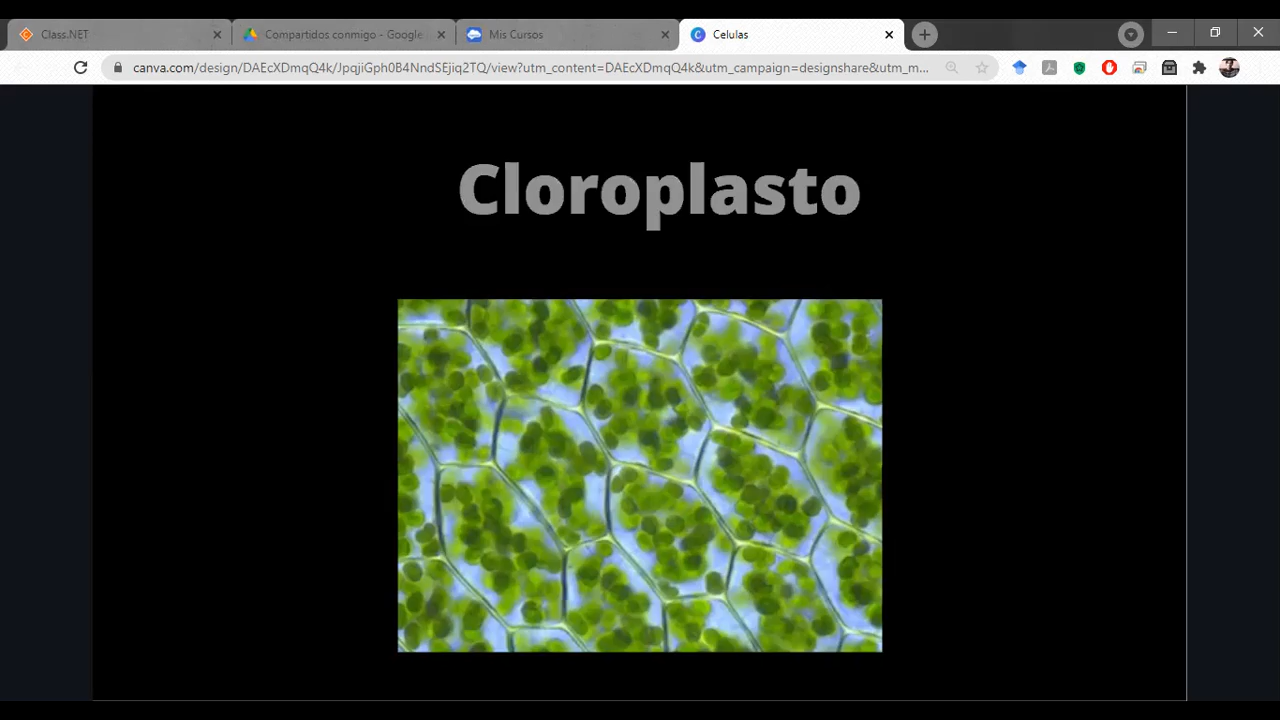 Class.NET
Compartidos conmigo - Google
Mis Cursos
Celulas
canva.com/design/DAEcXDmqQ4k/JpqjiGph0B4NndSEjiq2TQ/view?utm_content=DAEcXDmqQ4k&utm_campaign=designshare&utm_m...
Cloroplasto